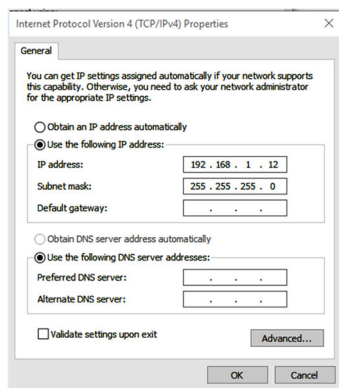 Internet Protocol Version 4 (TCP/IPv4) Properties
General
You can get IP settings assigned automatically if your network supports
this capability. Otherwise, you need to ask your network administrator
for the appropriate IP settings.
Obtain an IP address automatically
Use the following IP address:
IP address: 192 . 168 . 1 . 12
Subnet mask: 255 . 255 . 255 . 0
Default gateway: . . .
Obtain DNS server address automatically
Use the following DNS server addresses:
Preferred DNS server: . . .
Alternate DNS server: . . .
Validate settings upon exit
Advanced...
OK Cancel